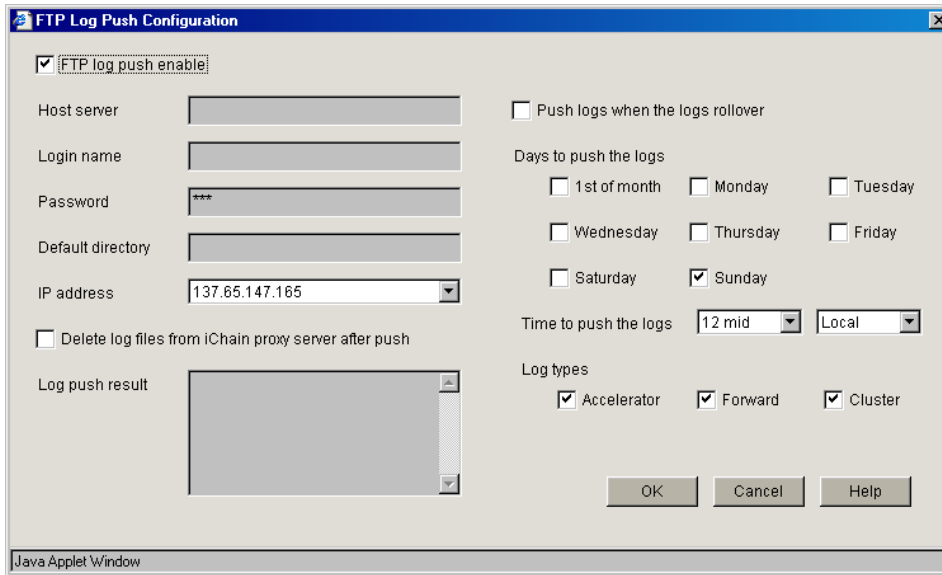 FTP Log Push Configuration
FTP log push enable
Host server
Push logs when the logs rollover
Login name
Days to push the logs
1st of month Monday Tuesday
Password ***
Wednesday Thursday Friday
Default directory
Saturday Sunday
IP address 137.65.147.165
Time to push the logs 12 mid Local
Delete log files from iChain proxy server after push
Log types
Log push result
Accelerator Forward Cluster
OK Cancel Help
Java Applet Window